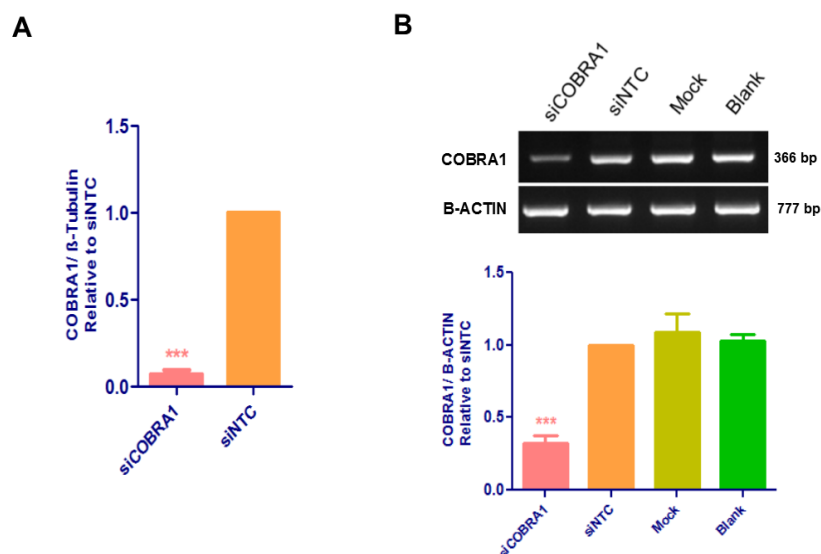 A
COBRA1/ ß-Tubulin
Relative to siNTC
1.5
1.0
0.5
0.0
***
siCOBRA1
siNTC
B
siCOBRA1
siNTC
Mock
Blank
COBRA1
366 bp
B-ACTIN
777 bp
COBRA1/ B-ACTIN
Relative to siNTC
1.5
1.0
0.5
0.0
***
siCOBRA1
siNTC
Mock
Blank